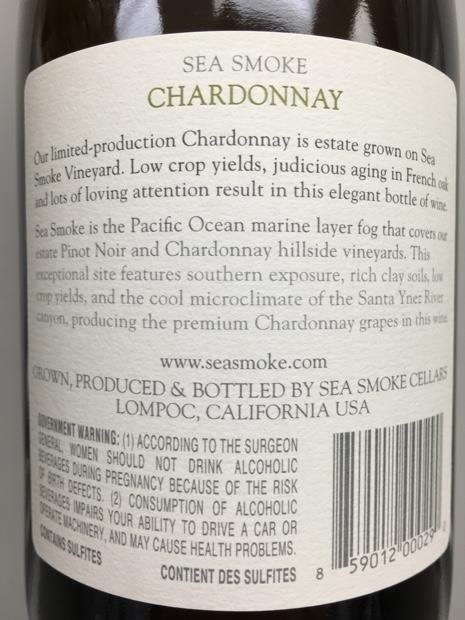 SEA SMOKE
CHARDONNAY
Our limited-production Chardonnay is estate grown on Sea
Smoke Vineyard. Low crop yields, judicious aging in French oak
and lots of loving attention result in this elegant bottle of wine.
Sea Smoke is the Pacific Ocean marine layer fog that covers our
estate Pinot Noir and Chardonnay hillside vineyards. This
exceptional site features southern exposure, rich clay soils, low
crop yields, and the cool microclimate of the Santa Ynez River
canyon, producing the premium Chardonnay grapes in this wine.
www.seasmoke.com
GROWN, PRODUCED & BOTTLED BY SEA SMOKE CELLARS
LOMPOC, CALIFORNIA USA
GOVERNMENT WARNING: (1) ACCORDING TO THE SURGEON
GENERAL, WOMEN SHOULD NOT DRINK ALCOHOLIC
BEVERAGES DURING PREGNANCY BECAUSE OF THE RISK
OF BIRTH DEFECTS. (2) CONSUMPTION OF ALCOHOLIC
BEVERAGES IMPAIRS YOUR ABILITY TO DRIVE A CAR OR
OPERATE MACHINERY, AND MAY CAUSE HEALTH PROBLEMS.
CONTAINS SULFITES
CONTIENT DES SULFITES
8 59012 00029